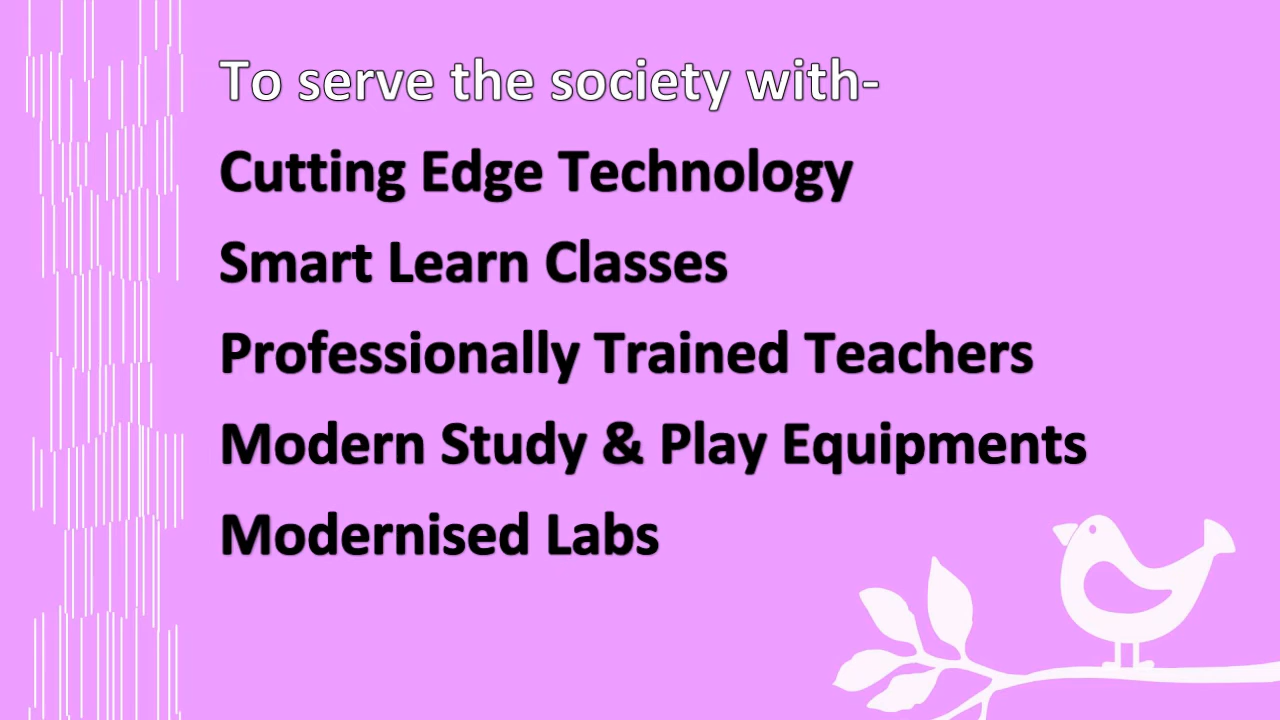 To serve the society with-
Cutting Edge Technology
Smart Learn Classes
Professionally Trained Teachers
Modern Study & Play Equipments
Modernised Labs